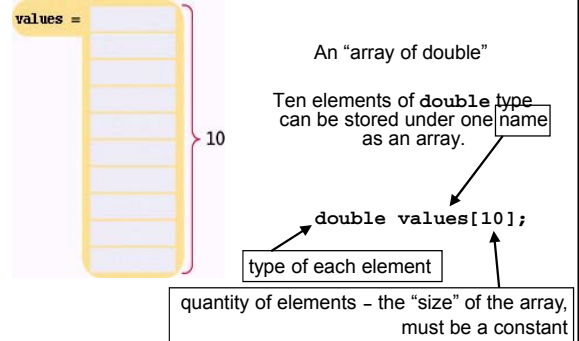 values =
10
An “array of double”
Ten elements of double type
can be stored under one name
as an array.
double values[10];
type of each element
quantity of elements – the “size” of the array,
must be a constant